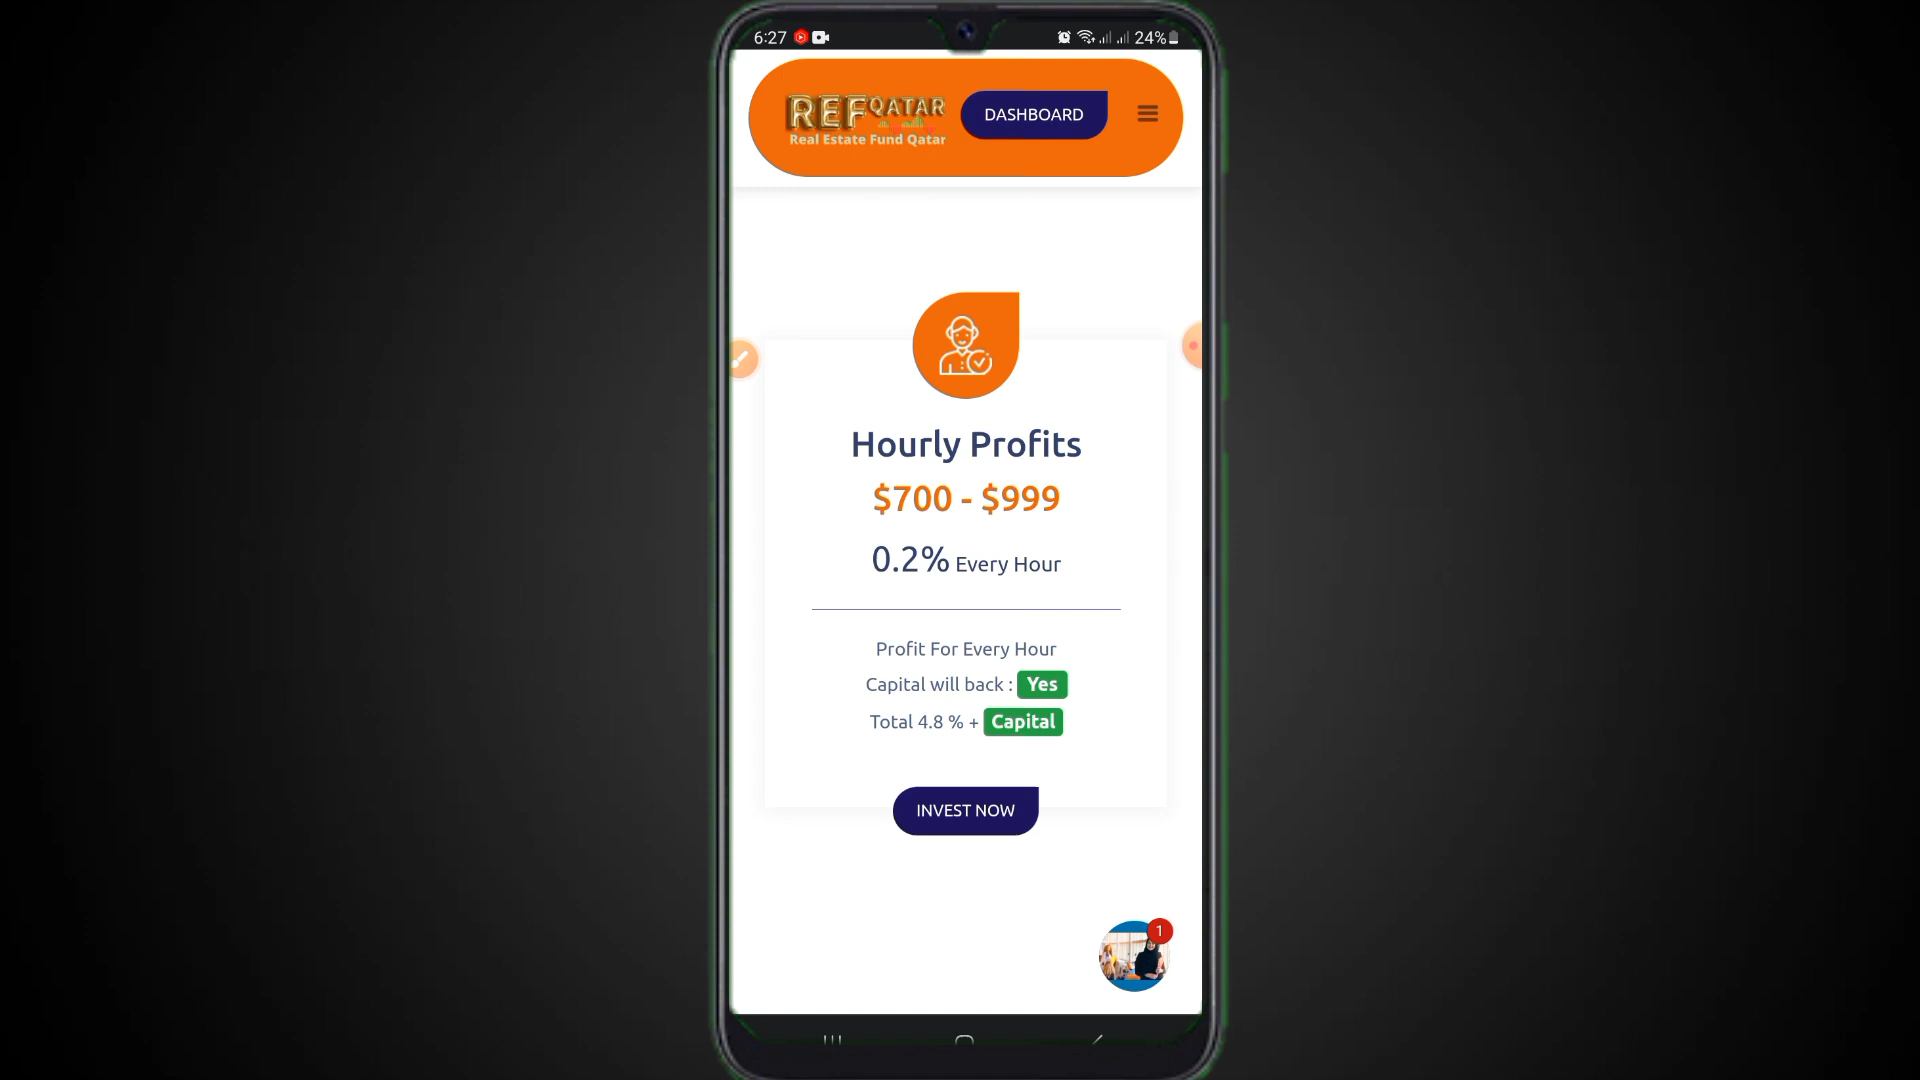 6:27
24%
REF QATAR
Real Estate Fund Qatar
DASHBOARD
Hourly Profits
$700 - $999
0.2% Every Hour
Profit For Every Hour
Capital will back : Yes
Total 4.8 % + Capital
INVEST NOW
1